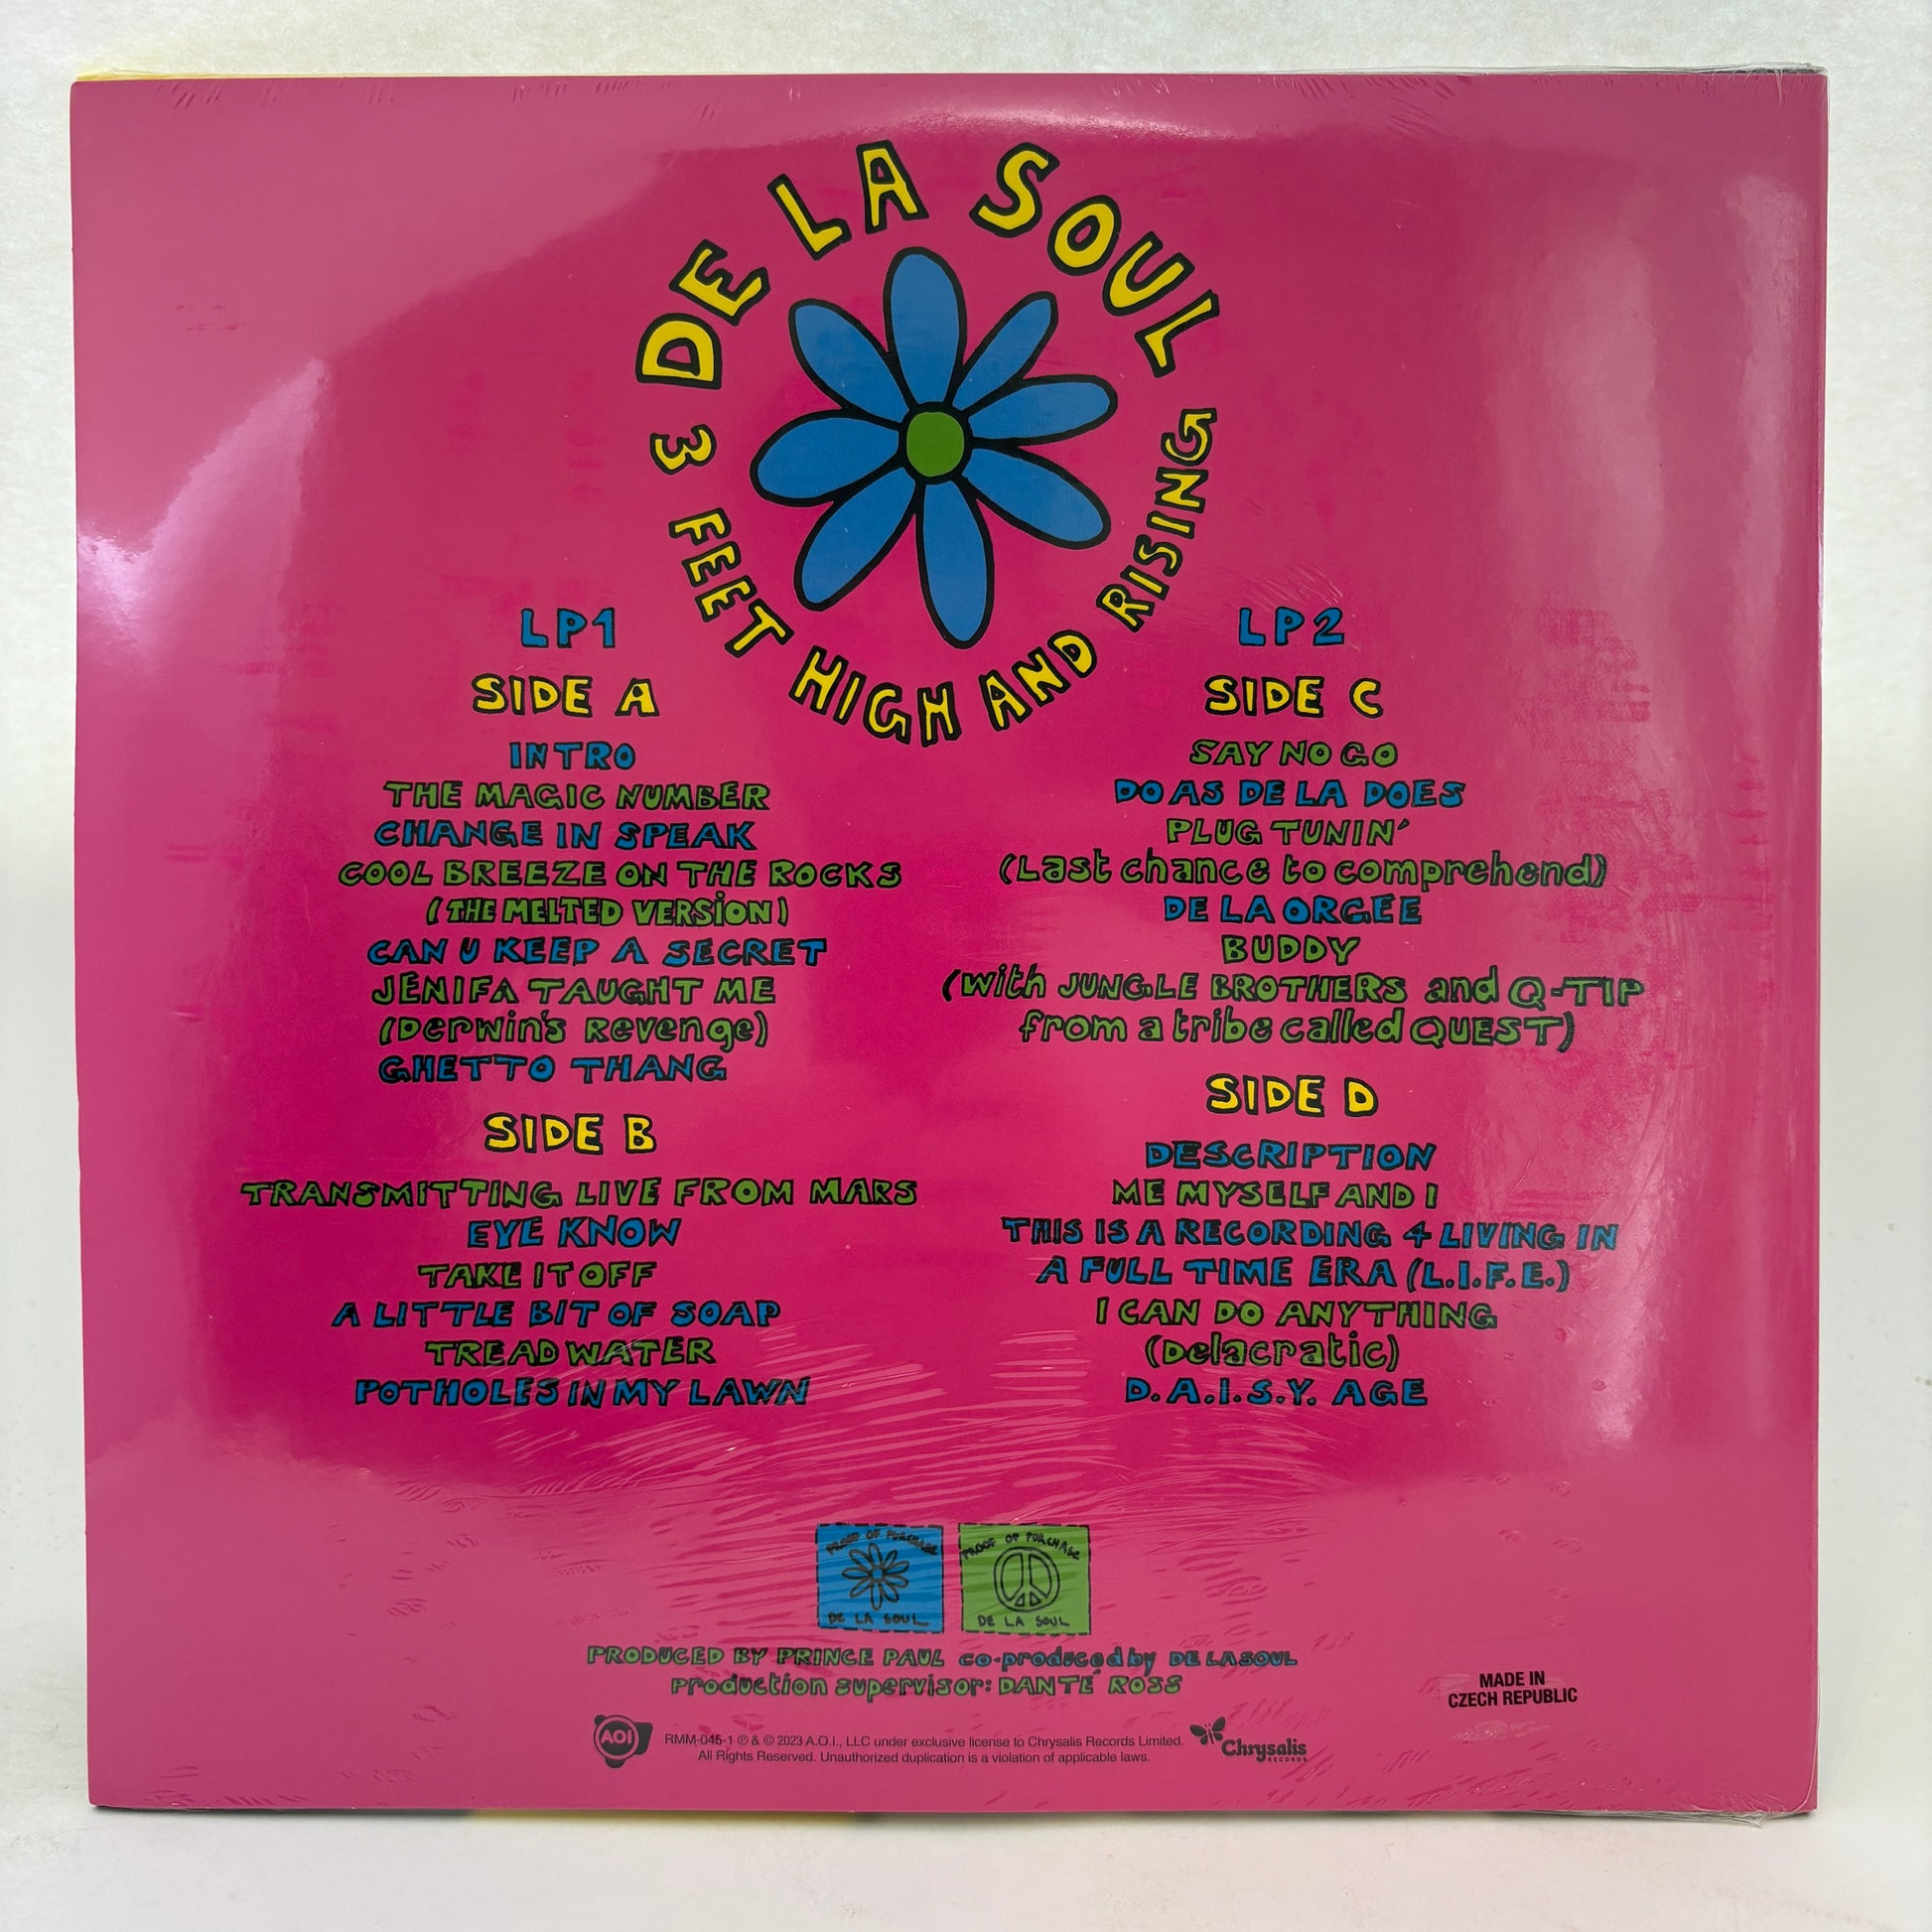 DE LA SOUL
3 FEET HIGH AND RISING
LP1
SIDE A
INTRO
THE MAGIC NUMBER
CHANGE IN SPEAK
COOL BREEZE ON THE ROCKS
(THE MELTED VERSION)
CAN U KEEP A SECRET
JENIFA TAUGHT ME
(Derwin's Revenge)
GHETTO THANG
SIDE B
TRANSMITTING LIVE FROM MARS
EYE KNOW
TAKE IT OFF
A LITTLE BIT OF SOAP
TREAD WATER
POTHOLES IN MY LAWN
LP2
SIDE C
SAY NO GO
DO AS DE LA DOES
PLUG TUNIN'
(Last chance to comprehend)
DE LA ORGEE
BUDDY
(with JUNGLE BROTHERS and Q-TIP
from a tribe called QUEST)
SIDE D
DESCRIPTION
ME MYSELF AND I
THIS IS A RECORDING 4 LIVING IN
A FULL TIME ERA (L.I.F.E.)
I CAN DO ANYTHING
(Delacratic)
D.A.I.S.Y. AGE
PROOF OF PURCHASE
DE LA SOUL
PROOF OF PURCHASE
DE LA SOUL
PRODUCED BY PRINCE PAUL co-produced by DE LA SOUL
Production supervisor: DANTÉ ROSS
MADE IN
CZECH REPUBLIC
AOI
RMM-045-1 ℗ & © 2023 A.O.I., LLC under exclusive license to Chrysalis Records Limited.
All Rights Reserved. Unauthorized duplication is a violation of applicable laws.
Chrysalis
RECORDS